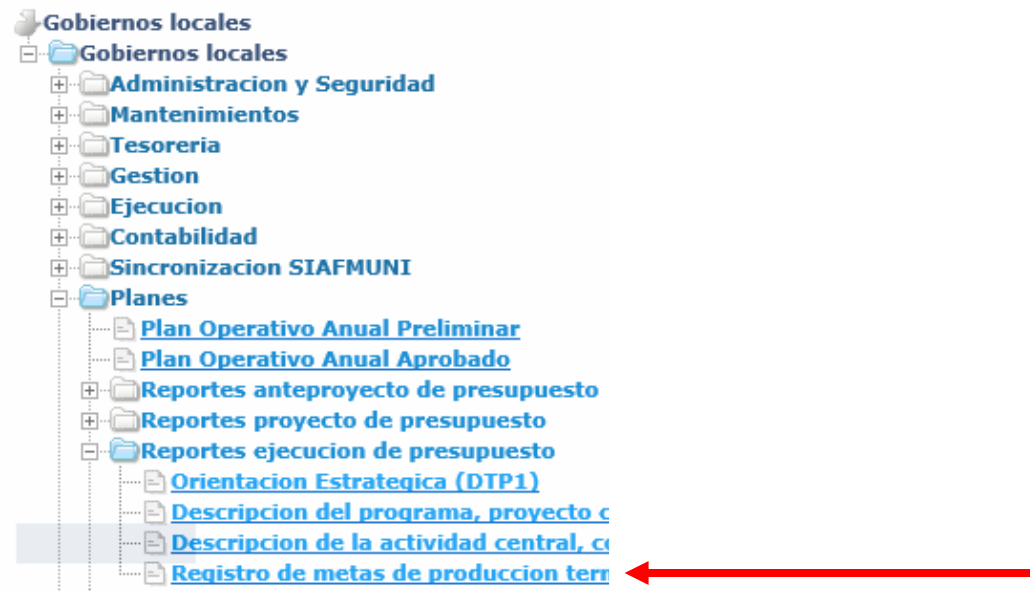 Gobiernos locales
Gobiernos locales
Administracion y Seguridad
Mantenimientos
Tesoreria
Gestion
Ejecucion
Contabilidad
Sincronizacion SIAFMUNI
Planes
Plan Operativo Anual Preliminar
Plan Operativo Anual Aprobado
Reportes anteproyecto de presupuesto
Reportes proyecto de presupuesto
Reportes ejecucion de presupuesto
Orientacion Estrategica (DTP1)
Descripcion del programa, proyecto
Descripcion de la actividad central,
Registro de metas de produccion